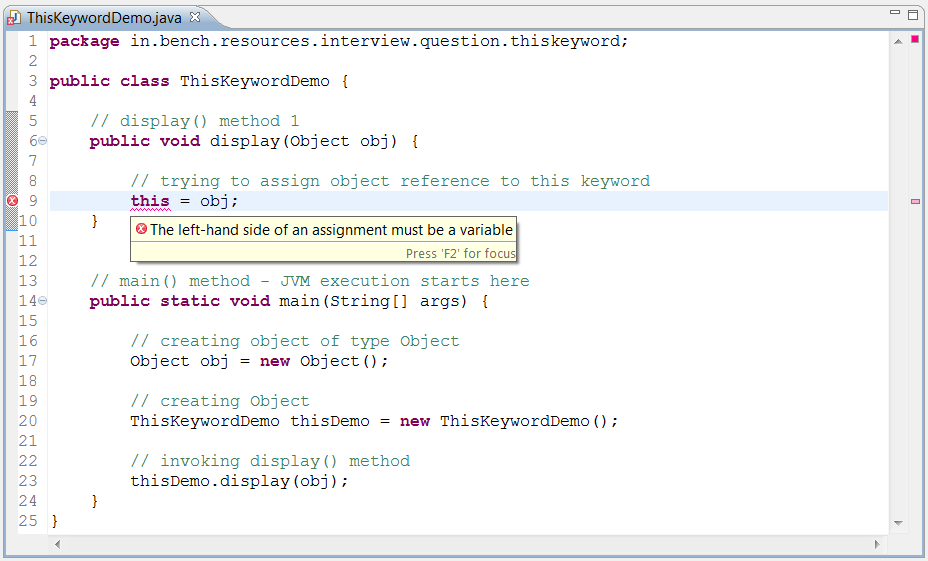 ThisKeywordDemo.java
1 package in.bench.resources.interview.question.thiskeyword;
2
3 public class ThisKeywordDemo {
4
5 // display() method 1
6 public void display(Object obj) {
7
8 // trying to assign object reference to this keyword
9 this = obj;
10 }
The left-hand side of an assignment must be a variable
11
Press 'F2' for focus
12
13 // main() method - JVM execution starts here
14 public static void main(String[] args) {
15
16 // creating object of type Object
17 Object obj = new Object();
18
19 // creating Object
20 ThisKeywordDemo thisDemo = new ThisKeywordDemo();
21
22 // invoking display() method
23 thisDemo.display(obj);
24 }
25 }